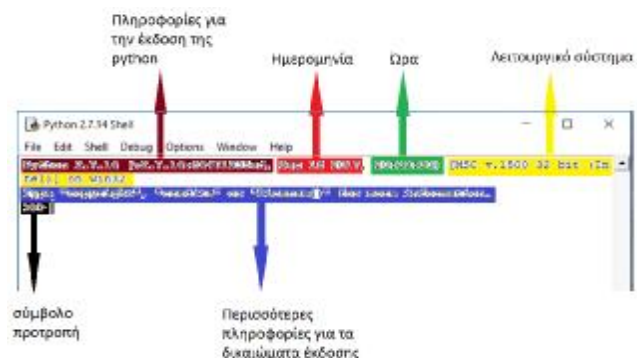 Πληροφορίες για
την έκδοση της
python
Ημερομηνία
Ώρα
Λειτουργικό σύστημα
Python 2.7.14 Shell
File Edit Shell Debug Options Window Help
[MSC v.1500 32 bit (In
tel)] on win32
>>>
σύμβολο
προτροπή
Περισσότερες
πληροφορίες για τα
δικαιώματα έκδοσης